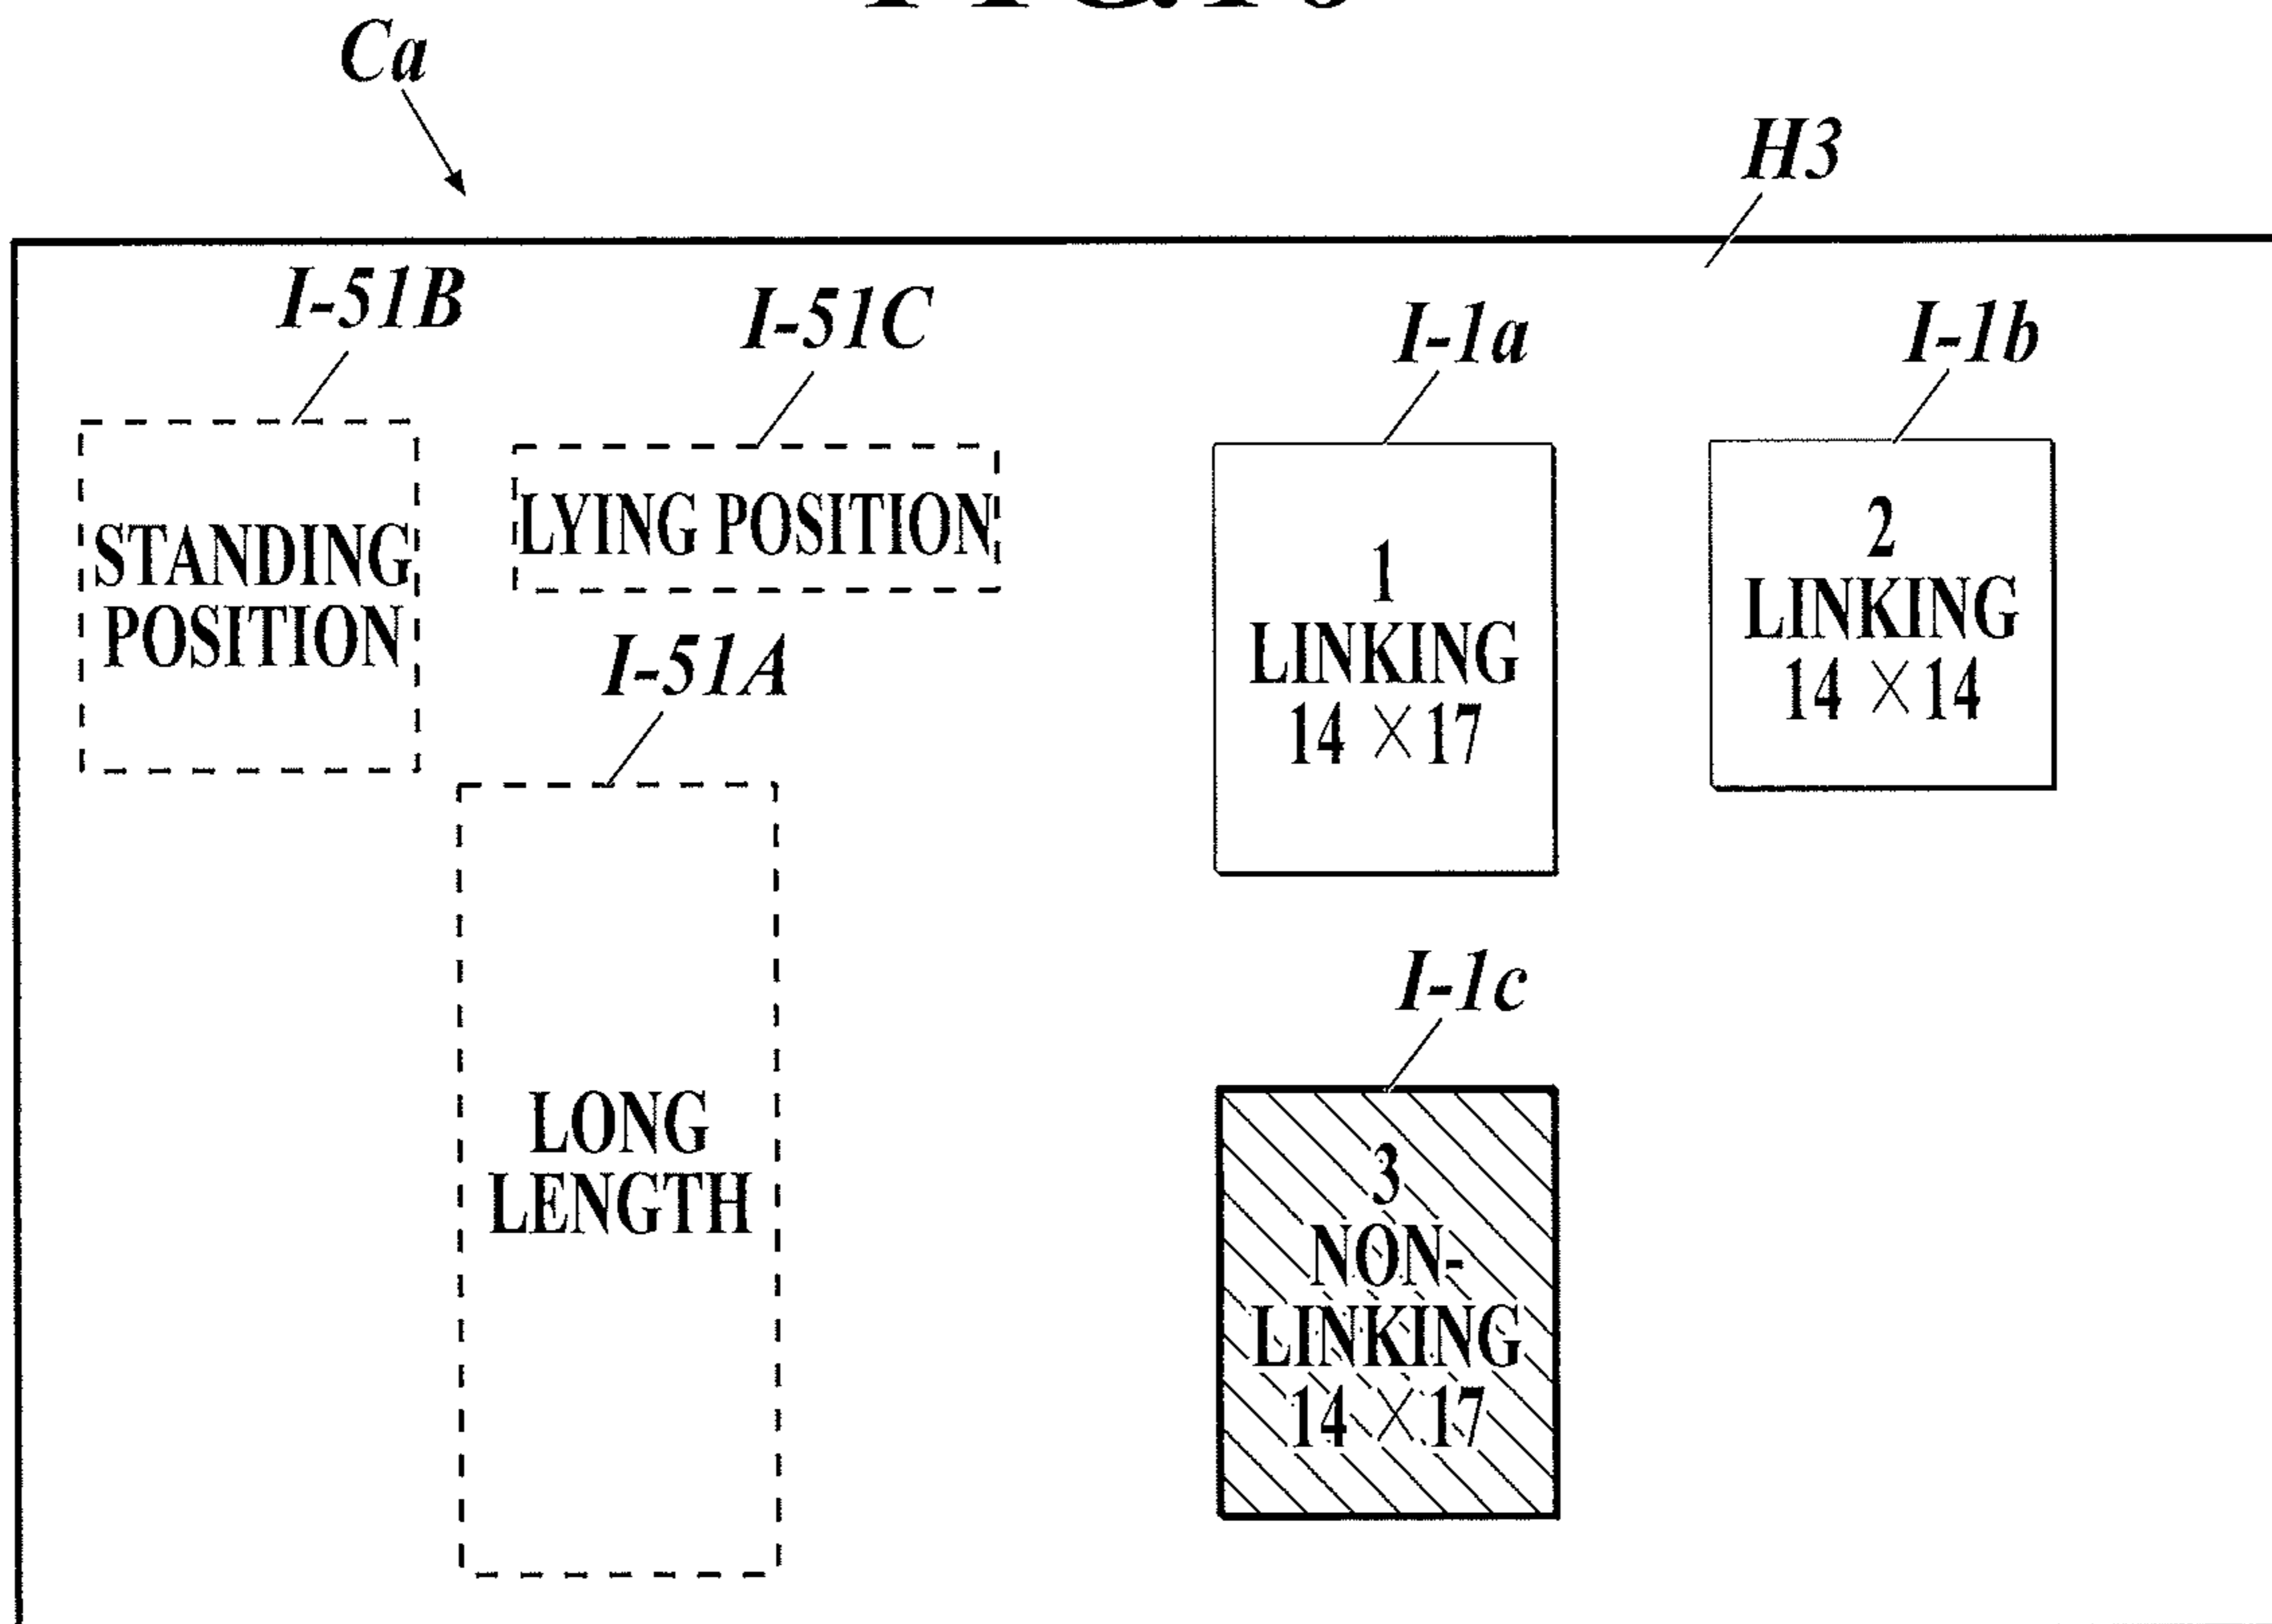 Ca
H3
I-51B
I-51C
I-1a
I-1b
STANDING
POSITION
LYING POSITION
1
LINKING
14 ×17
2
LINKING
14 ×14
I-51A
LONG
LENGTH
I-1c
3
NON-
LINKING
14 ×17